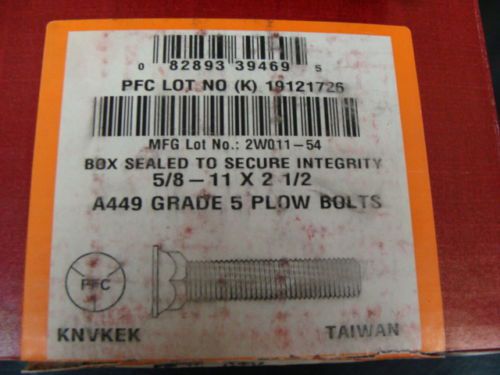 0 82893 39469 5
PFC LOT NO (K) 19121726
MFG Lot No.: 2W011-54
BOX SEALED TO SECURE INTEGRITY
5/8-11 X 2 1/2
A449 GRADE 5 PLOW BOLTS
PFC
KNVKEK TAIWAN